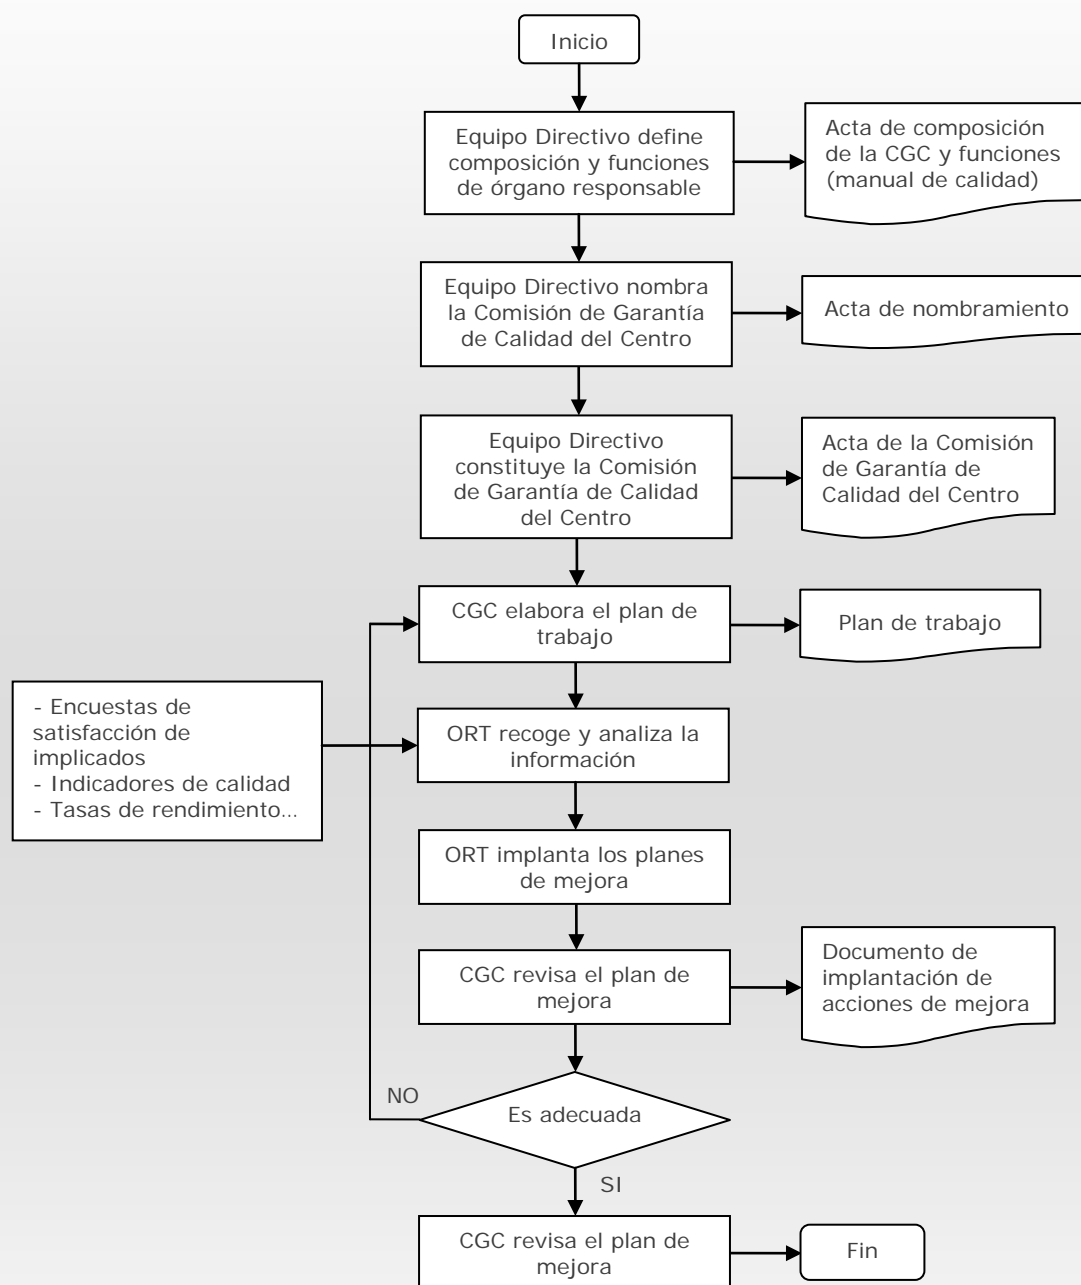 Inicio
Equipo Directivo define
composición y funciones
de órgano responsable
Acta de composición
de la CGC y funciones
(manual de calidad)
Equipo Directivo nombra
la Comisión de Garantía
de Calidad del Centro
Acta de nombramiento
Equipo Directivo
constituye la Comisión
de Garantía de Calidad
del Centro
Acta de la Comisión
de Garantía de
Calidad del Centro
CGC elabora el plan de
trabajo
Plan de trabajo
- Encuestas de
satisfacción de
implicados
- Indicadores de calidad
- Tasas de rendimiento...
ORT recoge y analiza la
información
ORT implanta los planes
de mejora
CGC revisa el plan de
mejora
Documento de
implantación de
acciones de mejora
NO
Es adecuada
SI
CGC revisa el plan de
mejora
Fin